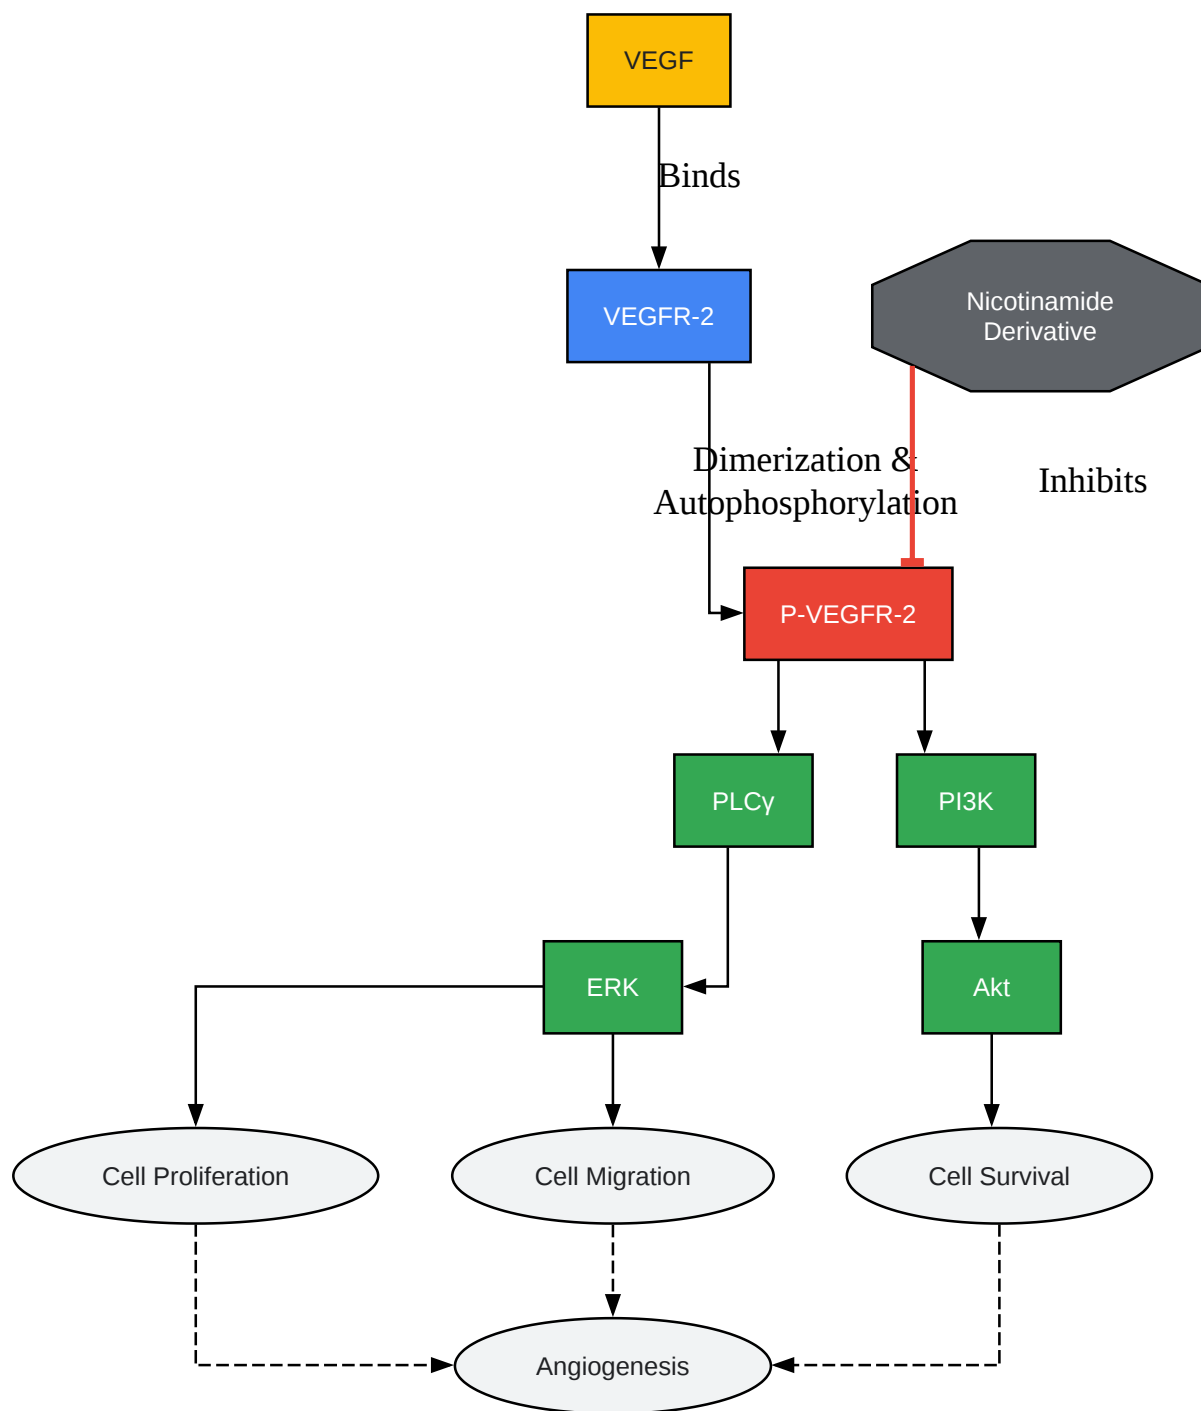 VEGF
Binds
VEGFR-2
Nicotinamide
Derivative
Dimerization &
Autophosphorylation
Inhibits
P-VEGFR-2
PLCγ
PI3K
ERK
Akt
Cell Proliferation
Cell Migration
Cell Survival
Angiogenesis